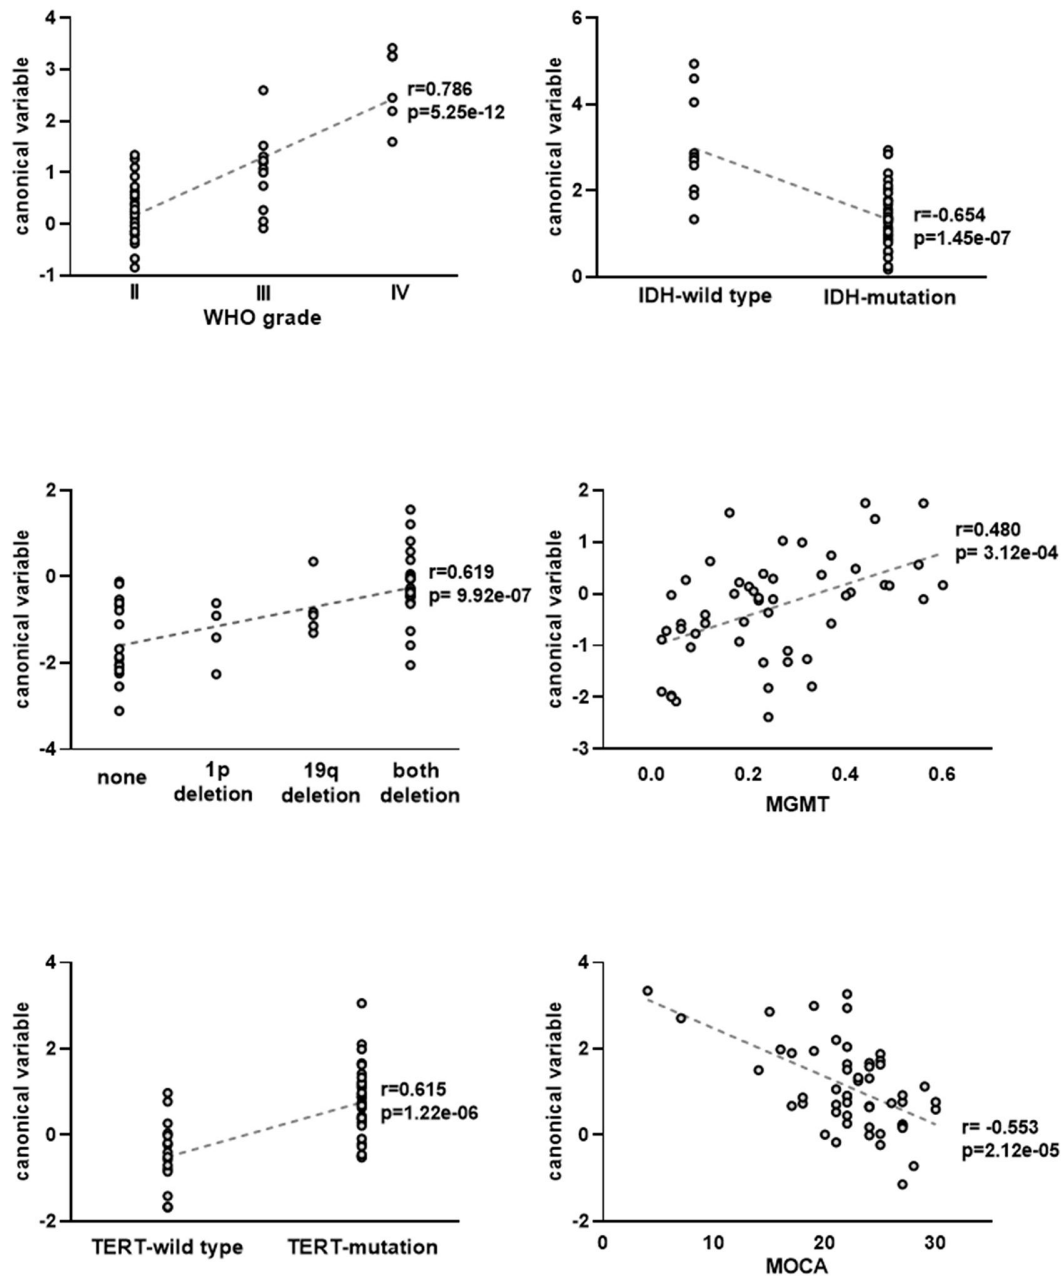 4
3
2
1
0
-1
canonical variable
r=0.786
p=5.25e-12
II
III
IV
WHO grade
6
4
2
0
canonical variable
r=-0.654
p=1.45e-07
IDH-wild type
IDH-mutation
2
0
-2
-4
canonical variable
r=0.619
p= 9.92e-07
none
1p
deletion
19q
deletion
both
deletion
2
1
0
-1
-2
-3
canonical variable
r=0.480
p= 3.12e-04
0.0
0.2
0.4
0.6
MGMT
4
2
0
-2
canonical variable
r=0.615
p=1.22e-06
TERT-wild type
TERT-mutation
4
2
0
-2
canonical variable
r= -0.553
p=2.12e-05
0
10
20
30
MOCA